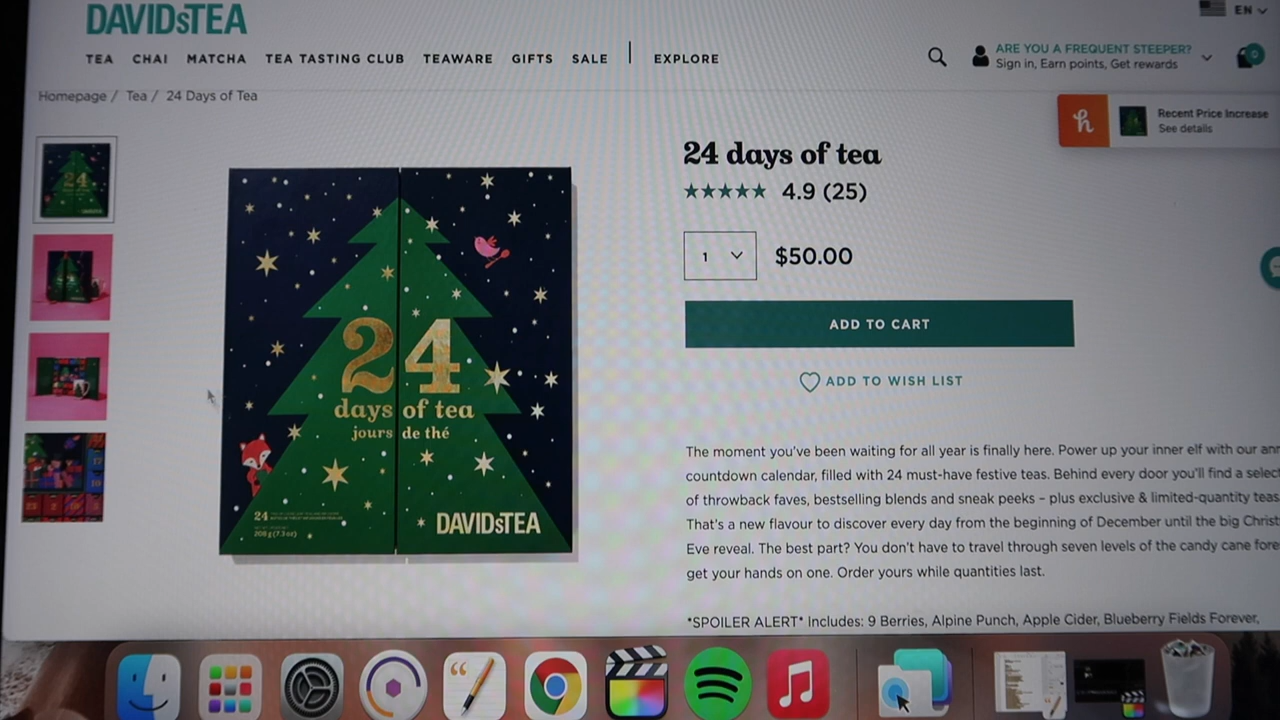 DAVIDsTEA
EN
TEA CHAI MATCHA TEA TASTING CLUB TEAWARE GIFTS SALE EXPLORE
ARE YOU A FREQUENT STEEPER?
Sign in, Earn points, Get rewards
0
Homepage / Tea / 24 Days of Tea
h
Recent Price Increase
See details
24 days of tea
4.9 (25)
1 $50.00
ADD TO CART
ADD TO WISH LIST
24
days of tea
jours de thé
24
208 g (7.3 oz)
DAVIDsTEA
The moment you've been waiting for all year is finally here. Power up your inner elf with our
countdown calendar, filled with 24 must-have festive teas. Behind every door you'll find a
of throwback faves, bestselling blends and sneak peeks – plus exclusive & limited-quantity teas
That's a new flavour to discover every day from the beginning of December until the big
Eve reveal. The best part? You don't have to travel through seven levels of the candy cane
get your hands on one. Order yours while quantities last.
*SPOILER ALERT* Includes: 9 Berries, Alpine Punch, Apple Cider, Blueberry Fields Forever,